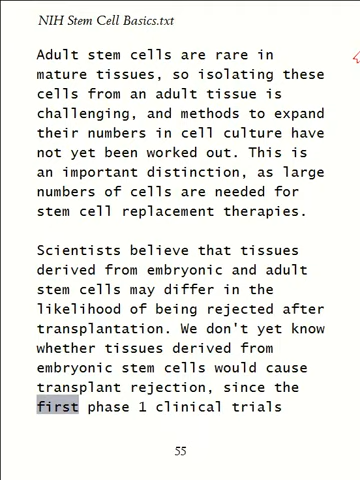 NIH Stem Cell Basics.txt
Adult stem cells are rare in
mature tissues, so isolating these
cells from an adult tissue is
challenging, and methods to expand
their numbers in cell culture have
not yet been worked out. This is
an important distinction, as large
numbers of cells are needed for
stem cell replacement therapies.
Scientists believe that tissues
derived from embryonic and adult
stem cells may differ in the
likelihood of being rejected after
transplantation. We don't yet know
whether tissues derived from
embryonic stem cells would cause
transplant rejection, since the
first phase 1 clinical trials
55